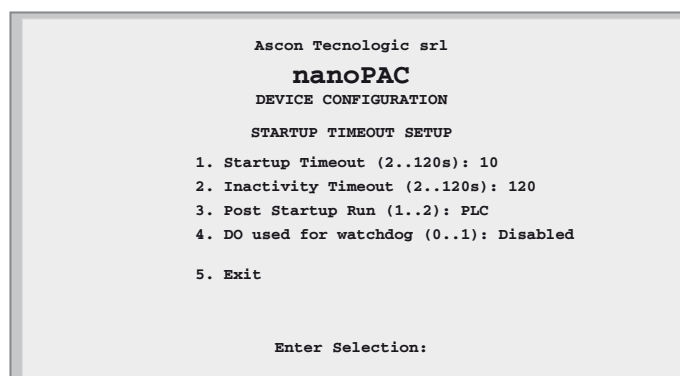 Ascon Tecnologic srl
nanoPAC
DEVICE CONFIGURATION
STARTUP TIMEOUT SETUP
1. Startup Timeout (2..120s): 10
2. Inactivity Timeout (2..120s): 120
3. Post Startup Run (1..2): PLC
4. DO used for watchdog (0..1): Disabled
5. Exit
Enter Selection: